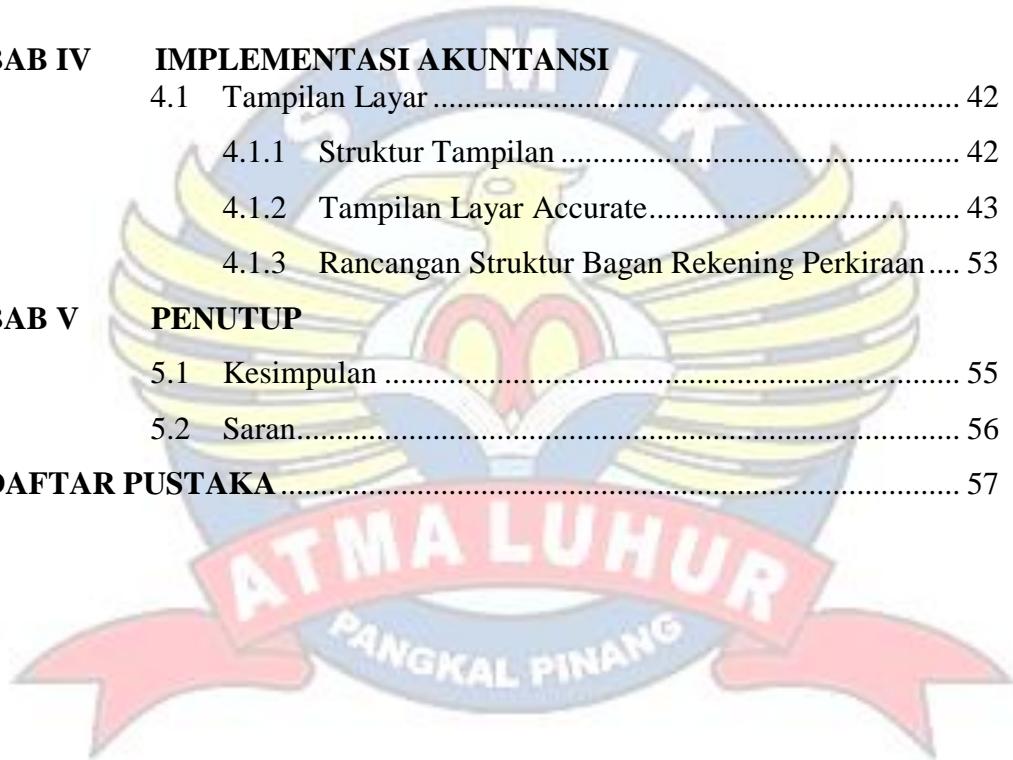 BAB IV IMPLEMENTASI AKUNTANSI
4.1 Tampilan Layar ................................................................. 42
4.1.1 Struktur Tampilan ................................................. 42
4.1.2 Tampilan Layar Accurate...................................... 43
4.1.3 Rancangan Struktur Bagan Rekening Perkiraan .... 53
BAB V PENUTUP
5.1 Kesimpulan ....................................................................... 55
5.2 Saran.................................................................................. 56
DAFTAR PUSTAKA ..................................................................................... 57
STMIK
ATMA LUHUR
PANGKAL PINANG